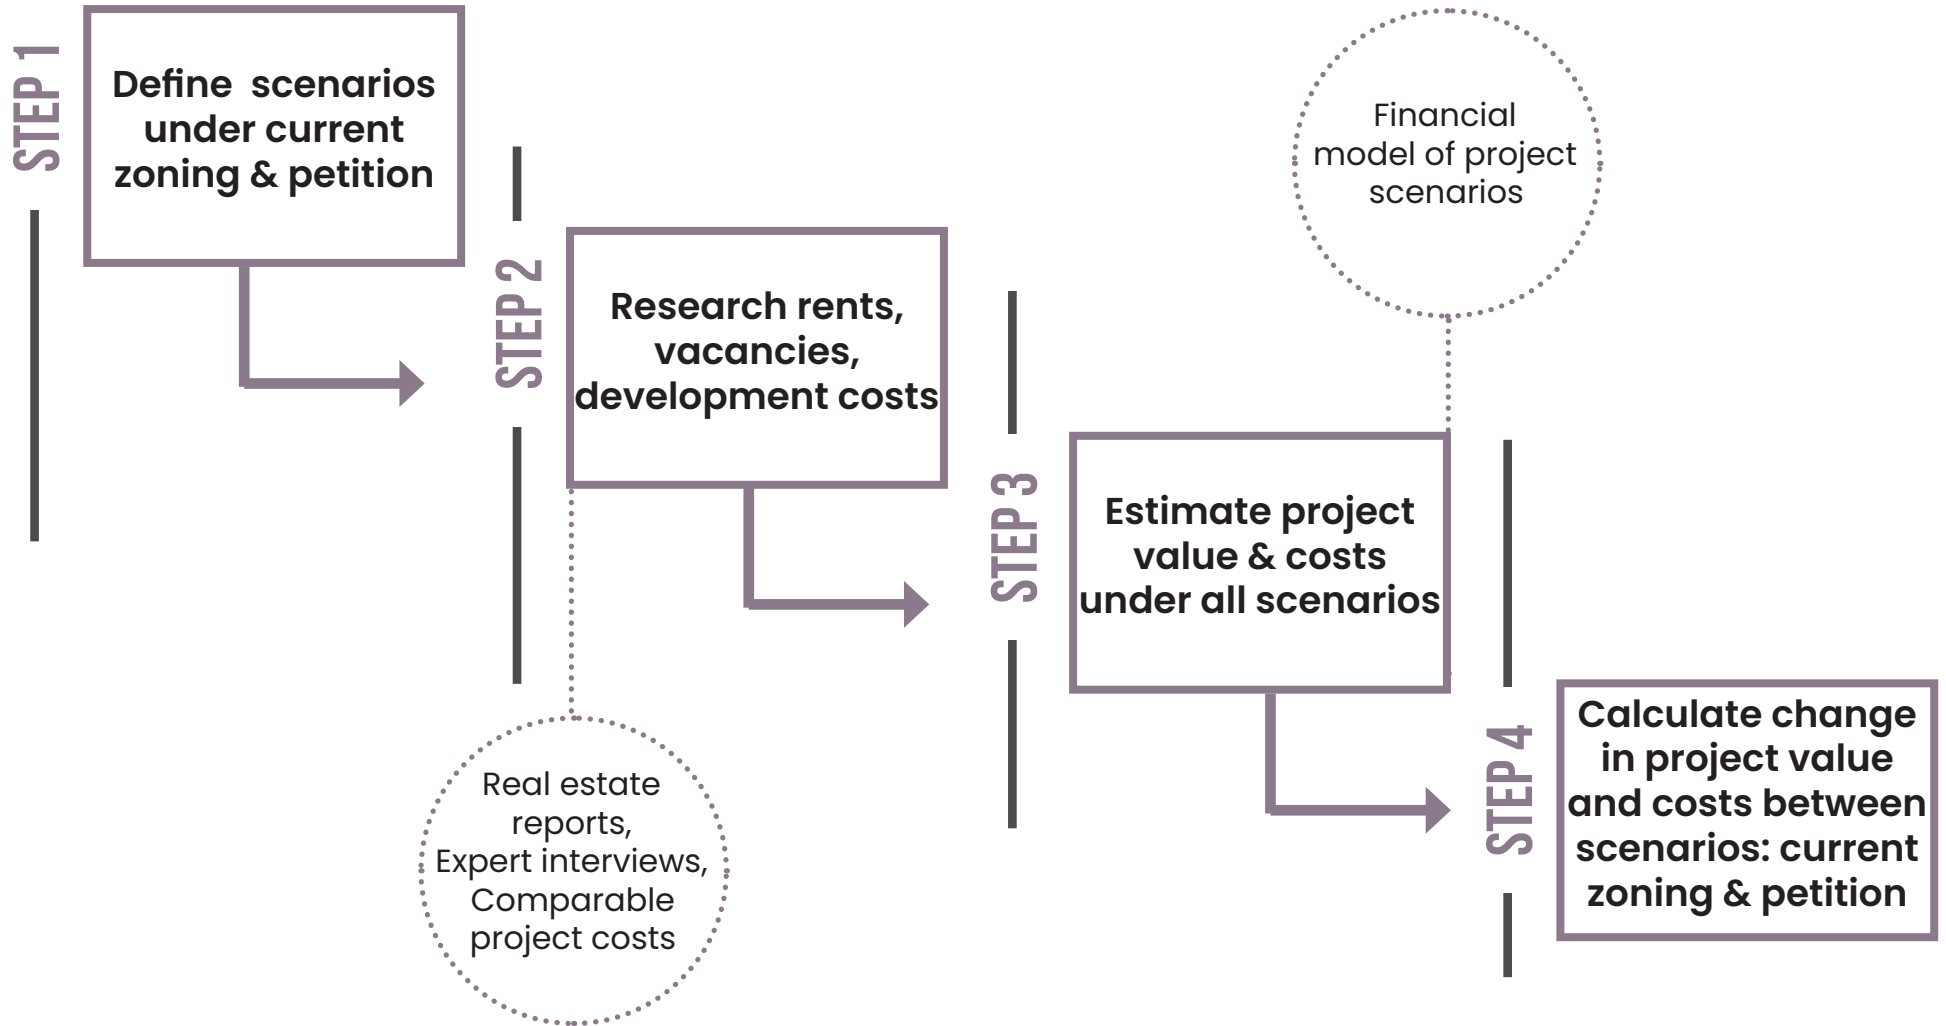 STEP 1
Define scenarios
under current
zoning & petition
STEP 2
Research rents,
vacancies,
development costs
Real estate
reports,
Expert interviews,
Comparable
project costs
STEP 3
Estimate project
value & costs
under all scenarios
Financial
model of project
scenarios
STEP 4
Calculate change
in project value
and costs between
scenarios: current
zoning & petition